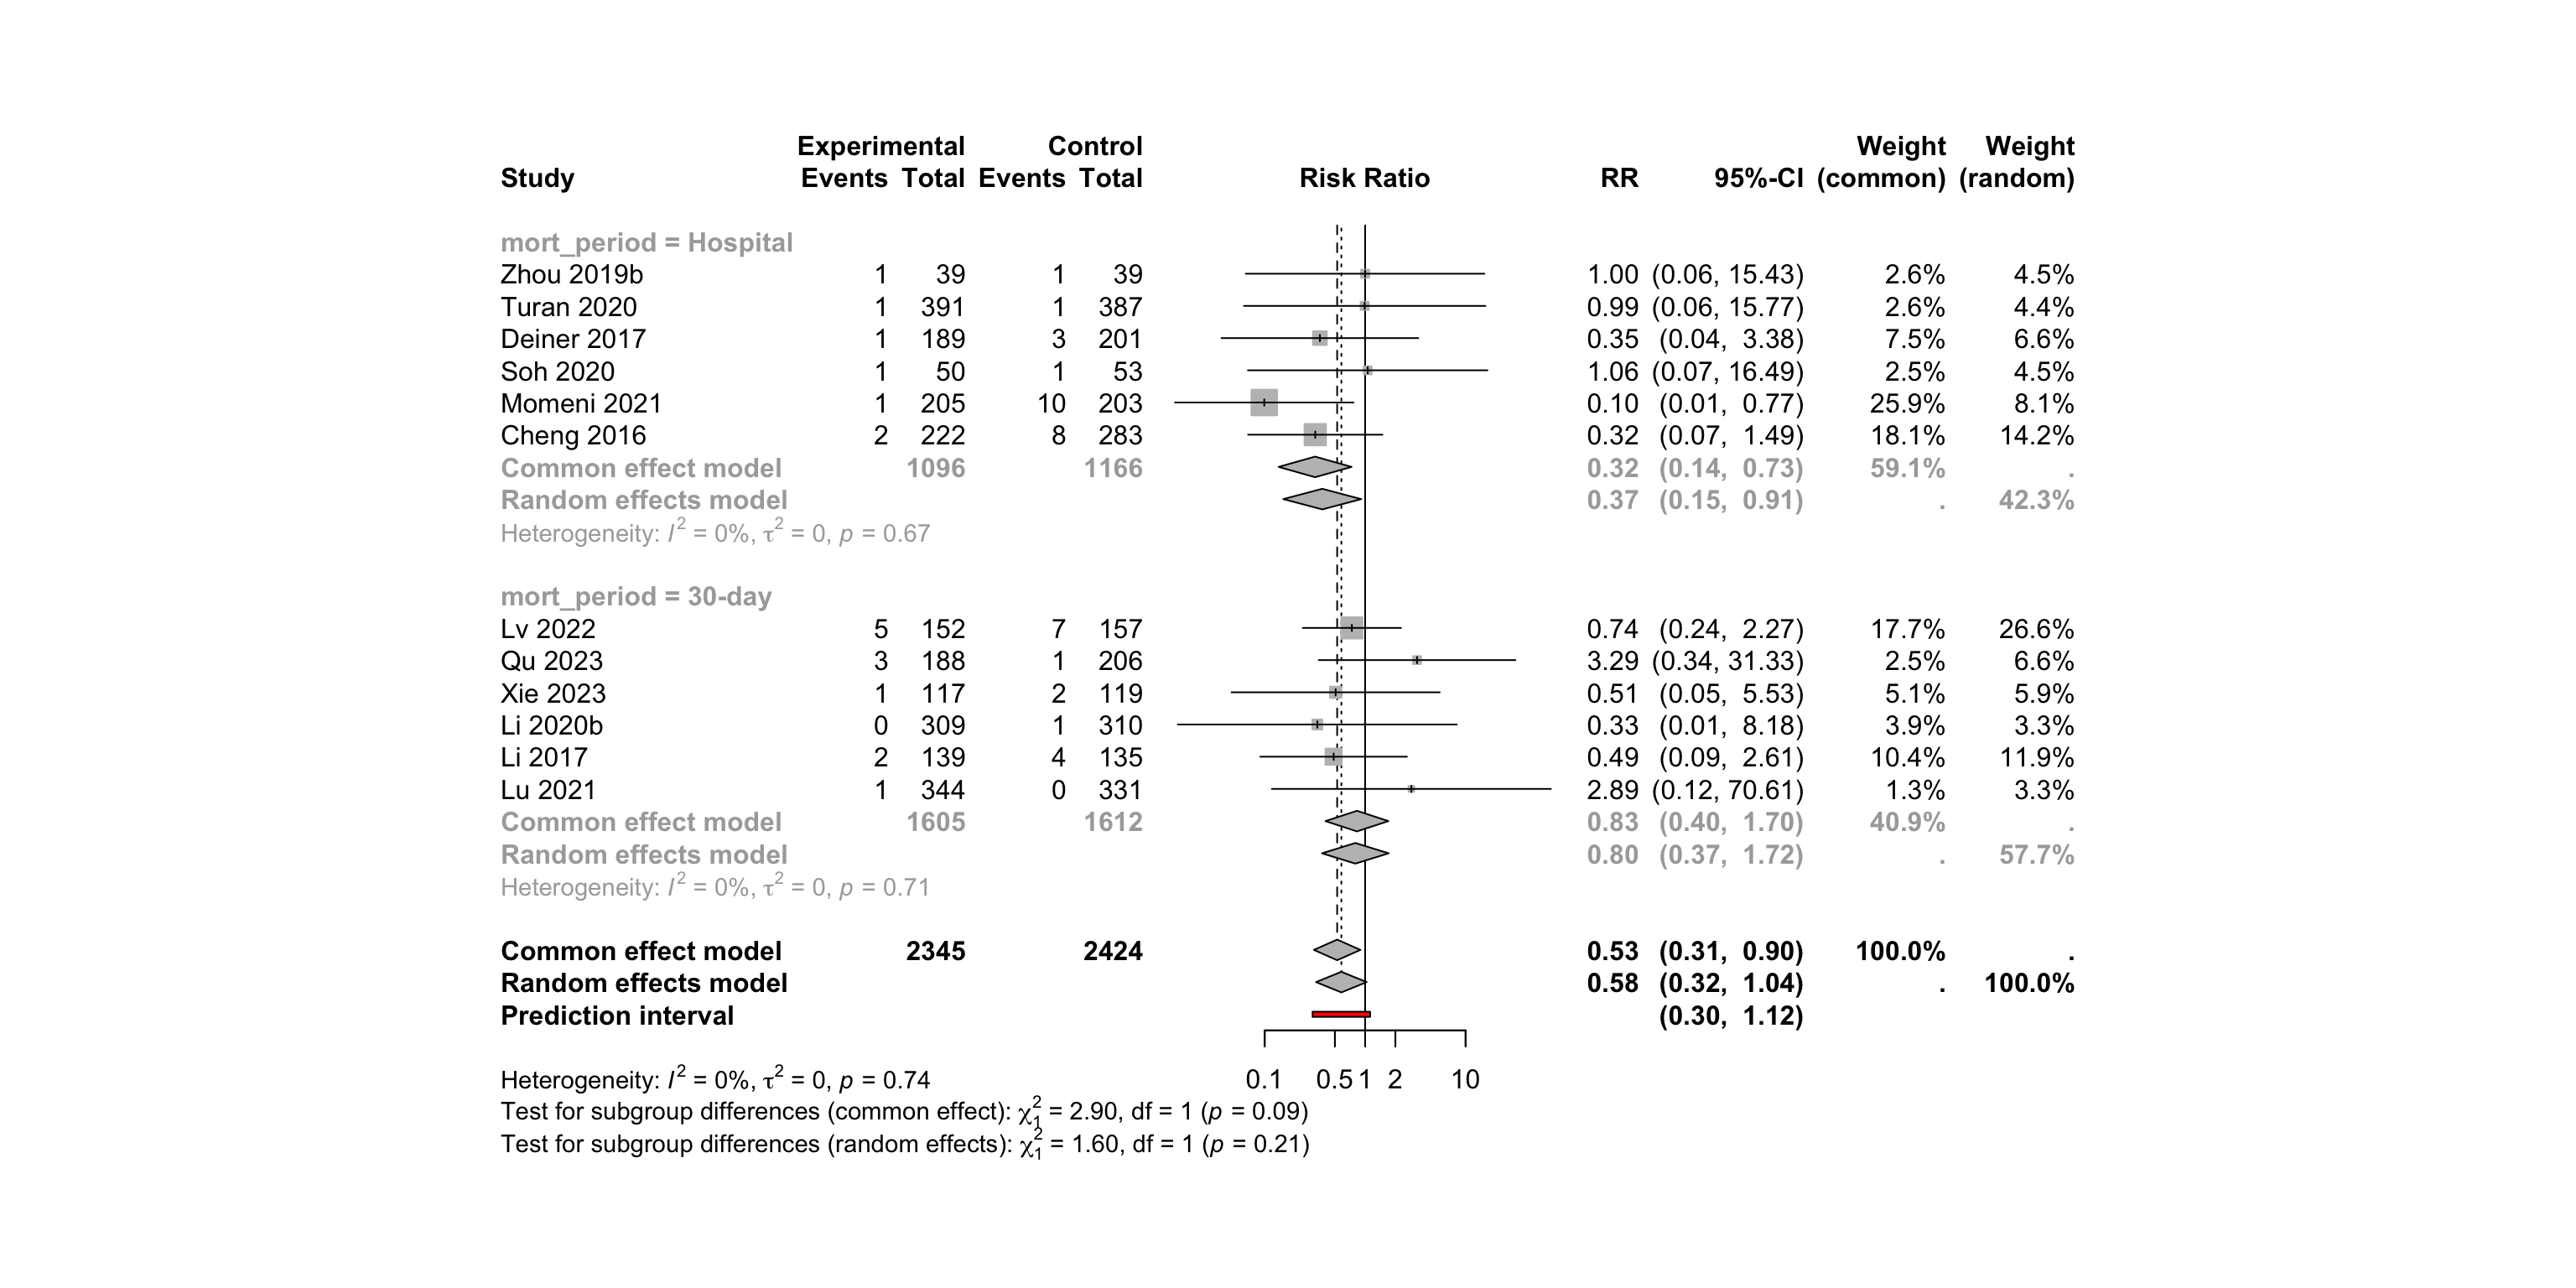 Experimental Control Weight Weight
Study Events Total Events Total Risk Ratio RR 95%-CI (common) (random)
mort_period = Hospital
Zhou 2019b 1 39 1 39 1.00 (0.06, 15.43) 2.6% 4.5%
Turan 2020 1 391 1 387 0.99 (0.06, 15.77) 2.6% 4.4%
Deiner 2017 1 189 3 201 0.35 (0.04, 3.38) 7.5% 6.6%
Soh 2020 1 50 1 53 1.06 (0.07, 16.49) 2.5% 4.5%
Momeni 2021 1 205 10 203 0.10 (0.01, 0.77) 25.9% 8.1%
Cheng 2016 2 222 8 283 0.32 (0.07, 1.49) 18.1% 14.2%
Common effect model 1096 1166 0.32 (0.14, 0.73) 59.1% .
Random effects model 0.37 (0.15, 0.91) . 42.3%
Heterogeneity: I² = 0%, τ² = 0, p = 0.67
mort_period = 30-day
Lv 2022 5 152 7 157 0.74 (0.24, 2.27) 17.7% 26.6%
Qu 2023 3 188 1 206 3.29 (0.34, 31.33) 2.5% 6.6%
Xie 2023 1 117 2 119 0.51 (0.05, 5.53) 5.1% 5.9%
Li 2020b 0 309 1 310 0.33 (0.01, 8.18) 3.9% 3.3%
Li 2017 2 139 4 135 0.49 (0.09, 2.61) 10.4% 11.9%
Lu 2021 1 344 0 331 2.89 (0.12, 70.61) 1.3% 3.3%
Common effect model 1605 1612 0.83 (0.40, 1.70) 40.9% .
Random effects model 0.80 (0.37, 1.72) . 57.7%
Heterogeneity: I² = 0%, τ² = 0, p = 0.71
Common effect model 2345 2424 0.53 (0.31, 0.90) 100.0% .
Random effects model 0.58 (0.32, 1.04) . 100.0%
Prediction interval (0.30, 1.12)
Heterogeneity: I² = 0%, τ² = 0, p = 0.74 0.1 0.5 1 2 10
Test for subgroup differences (common effect): χ₁² = 2.90, df = 1 (p = 0.09)
Test for subgroup differences (random effects): χ₁² = 1.60, df = 1 (p = 0.21)